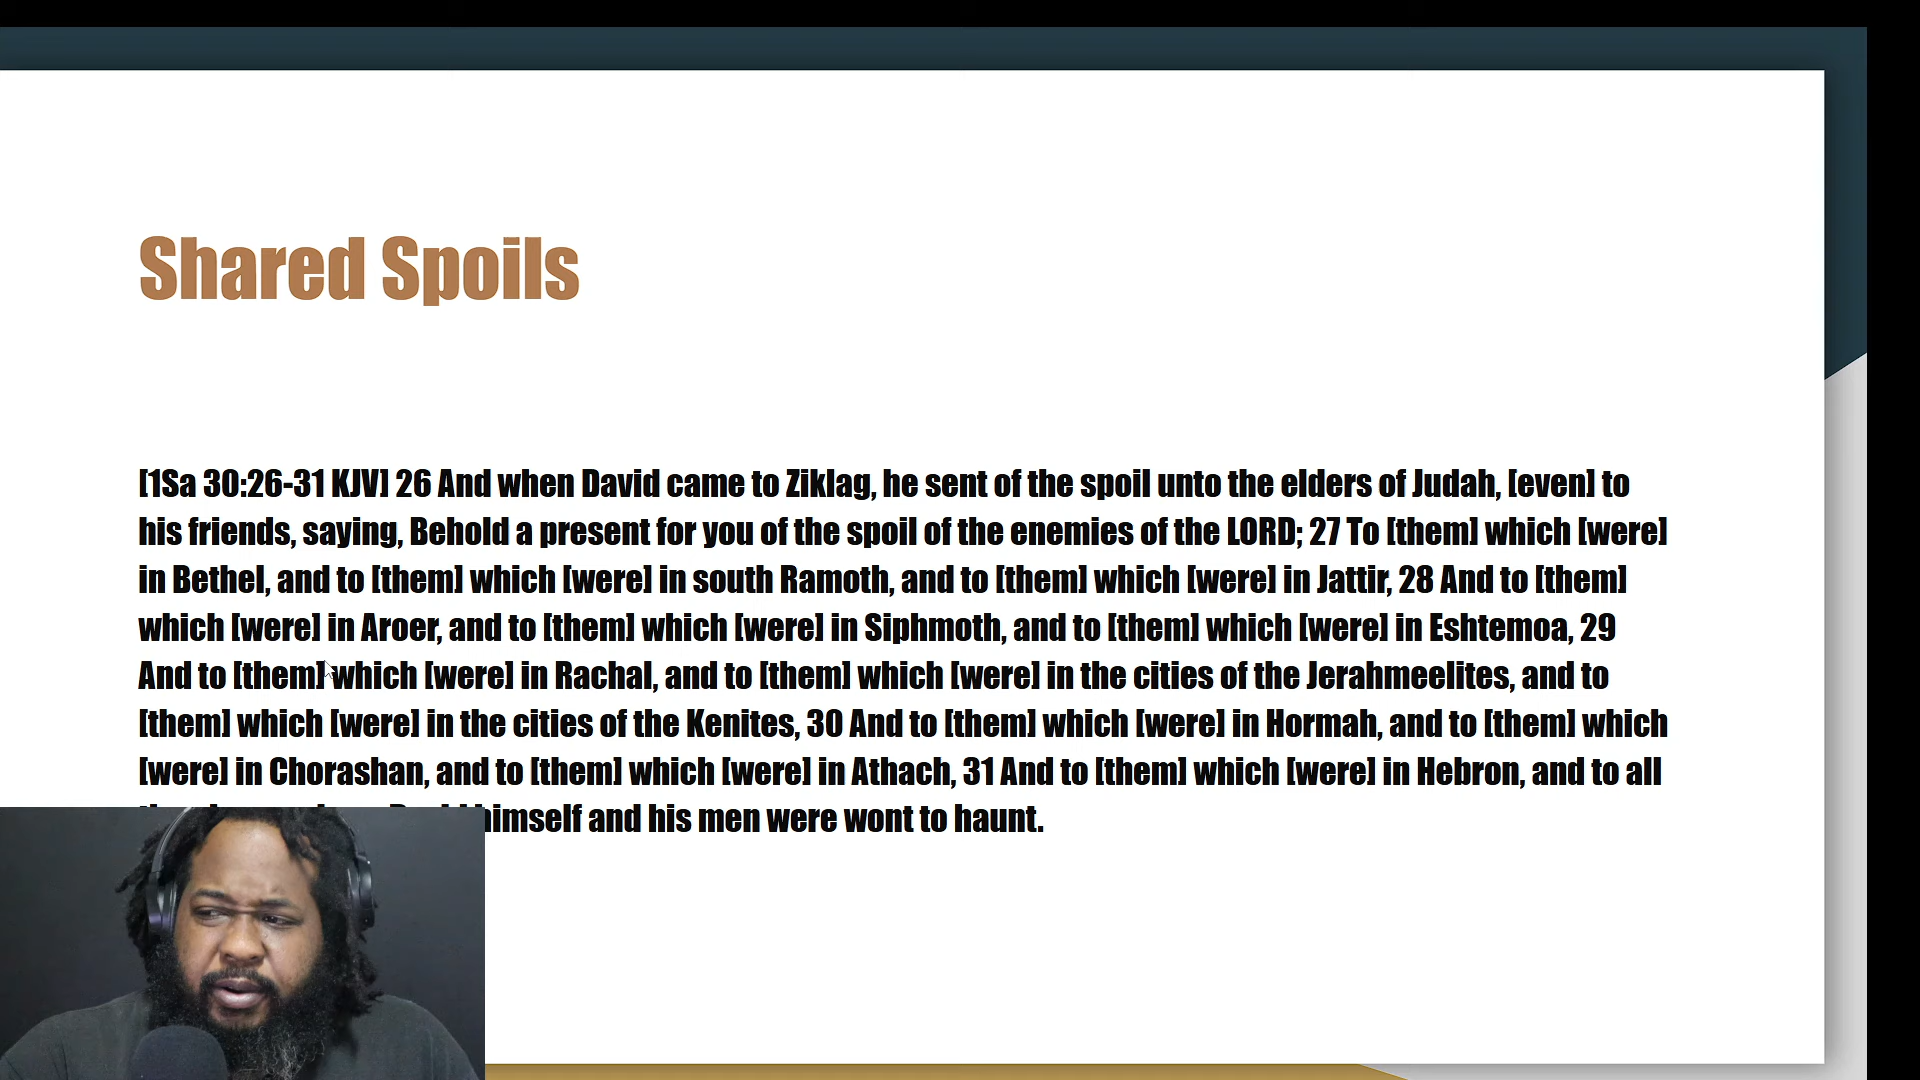 Shared Spoils
[1Sa 30:26-31 KJV] 26 And when David came to Ziklag, he sent of the spoil unto the elders of Judah, [even] to
his friends, saying, Behold a present for you of the spoil of the enemies of the LORD; 27 To [them] which [were]
in Bethel, and to [them] which [were] in south Ramoth, and to [them] which [were] in Jattir, 28 And to [them]
which [were] in Aroer, and to [them] which [were] in Siphmoth, and to [them] which [were] in Eshtemoa, 29
And to [them] which [were] in Rachal, and to [them] which [were] in the cities of the Jerahmeelites, and to
[them] which [were] in the cities of the Kenites, 30 And to [them] which [were] in Hormah, and to [them] which
[were] in Chorashan, and to [them] which [were] in Athach, 31 And to [them] which [were] in Hebron, and to all
himself and his men were wont to haunt.